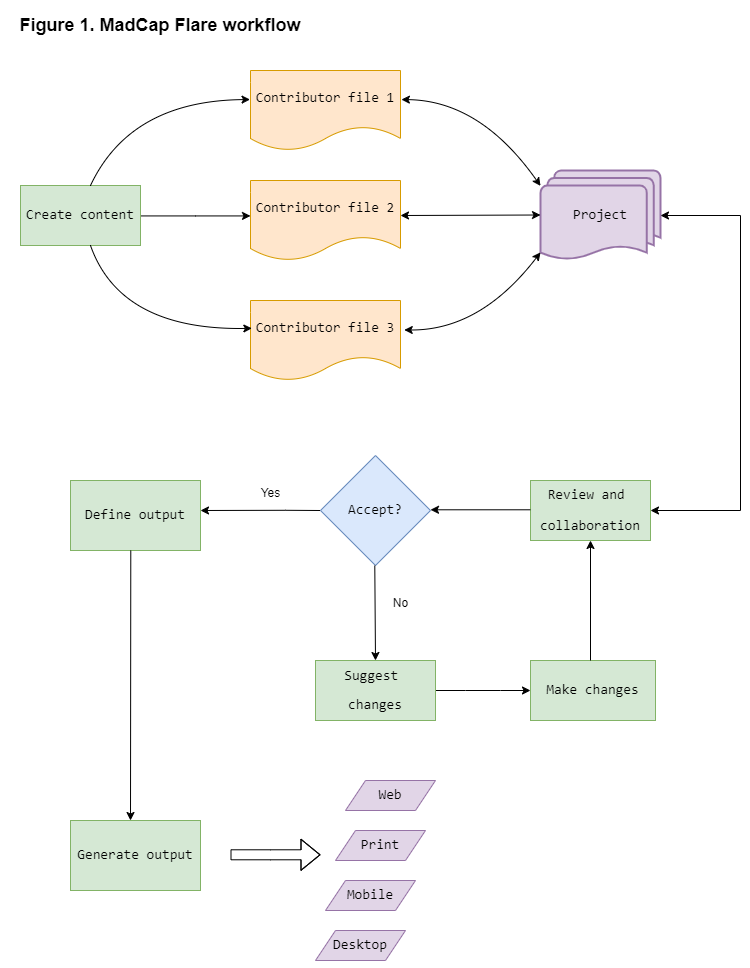 Figure 1. MadCap Flare workflow
Contributor file 1
Create content
Contributor file 2
Project
Contributor file 3
Yes
Define output
Accept?
Review and
collaboration
No
Suggest
changes
Make changes
Web
Generate output
Print
Mobile
Desktop